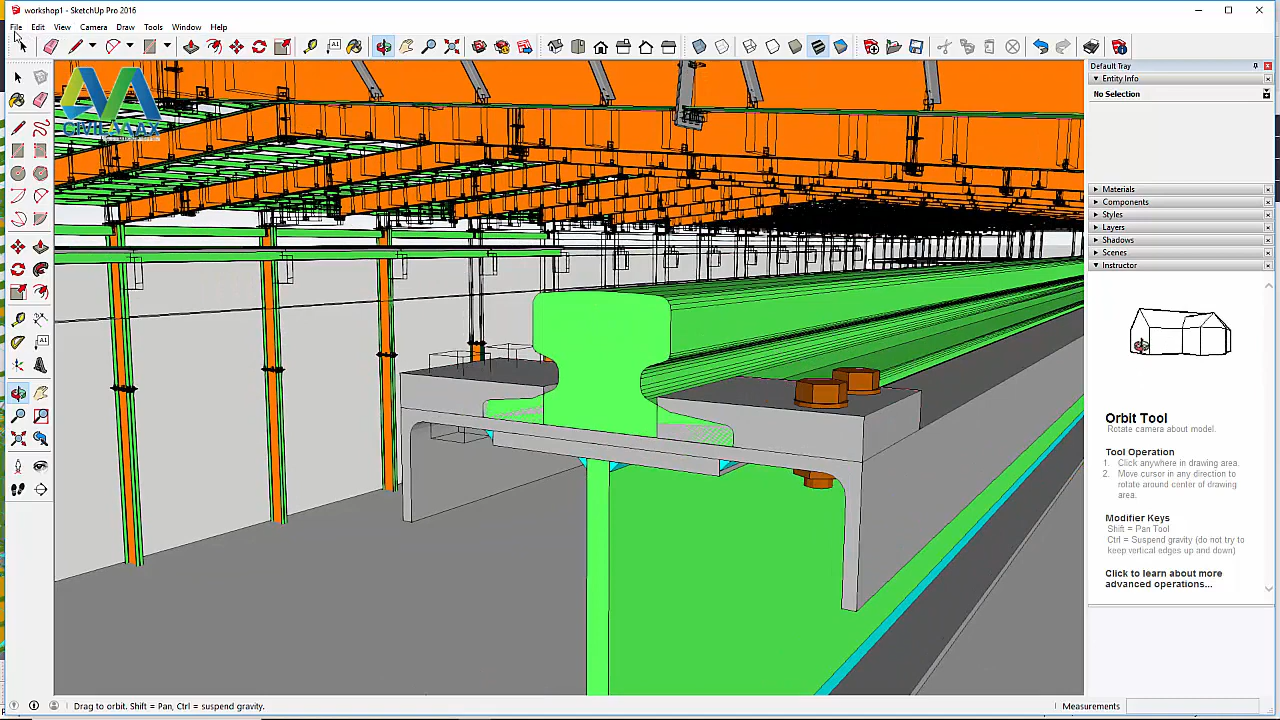 workshop1 - SketchUp Pro 2016
File Edit View Camera Draw Tools Window Help
Default Tray
Entity Info
No Selection
Materials
Components
Styles
Layers
Shadows
Scenes
Instructor
Orbit Tool
Rotate camera about model.
Tool Operation
1. Click anywhere in drawing area.
2. Move cursor in any direction to
rotate around center of drawing
area.
Modifier Keys
Shift = Pan Tool
Ctrl = Suspend gravity (do not try to
keep vertical edges up and down)
Click to learn about more
advanced operations...
Drag to orbit. Shift = Pan, Ctrl = suspend gravity.
Measurements